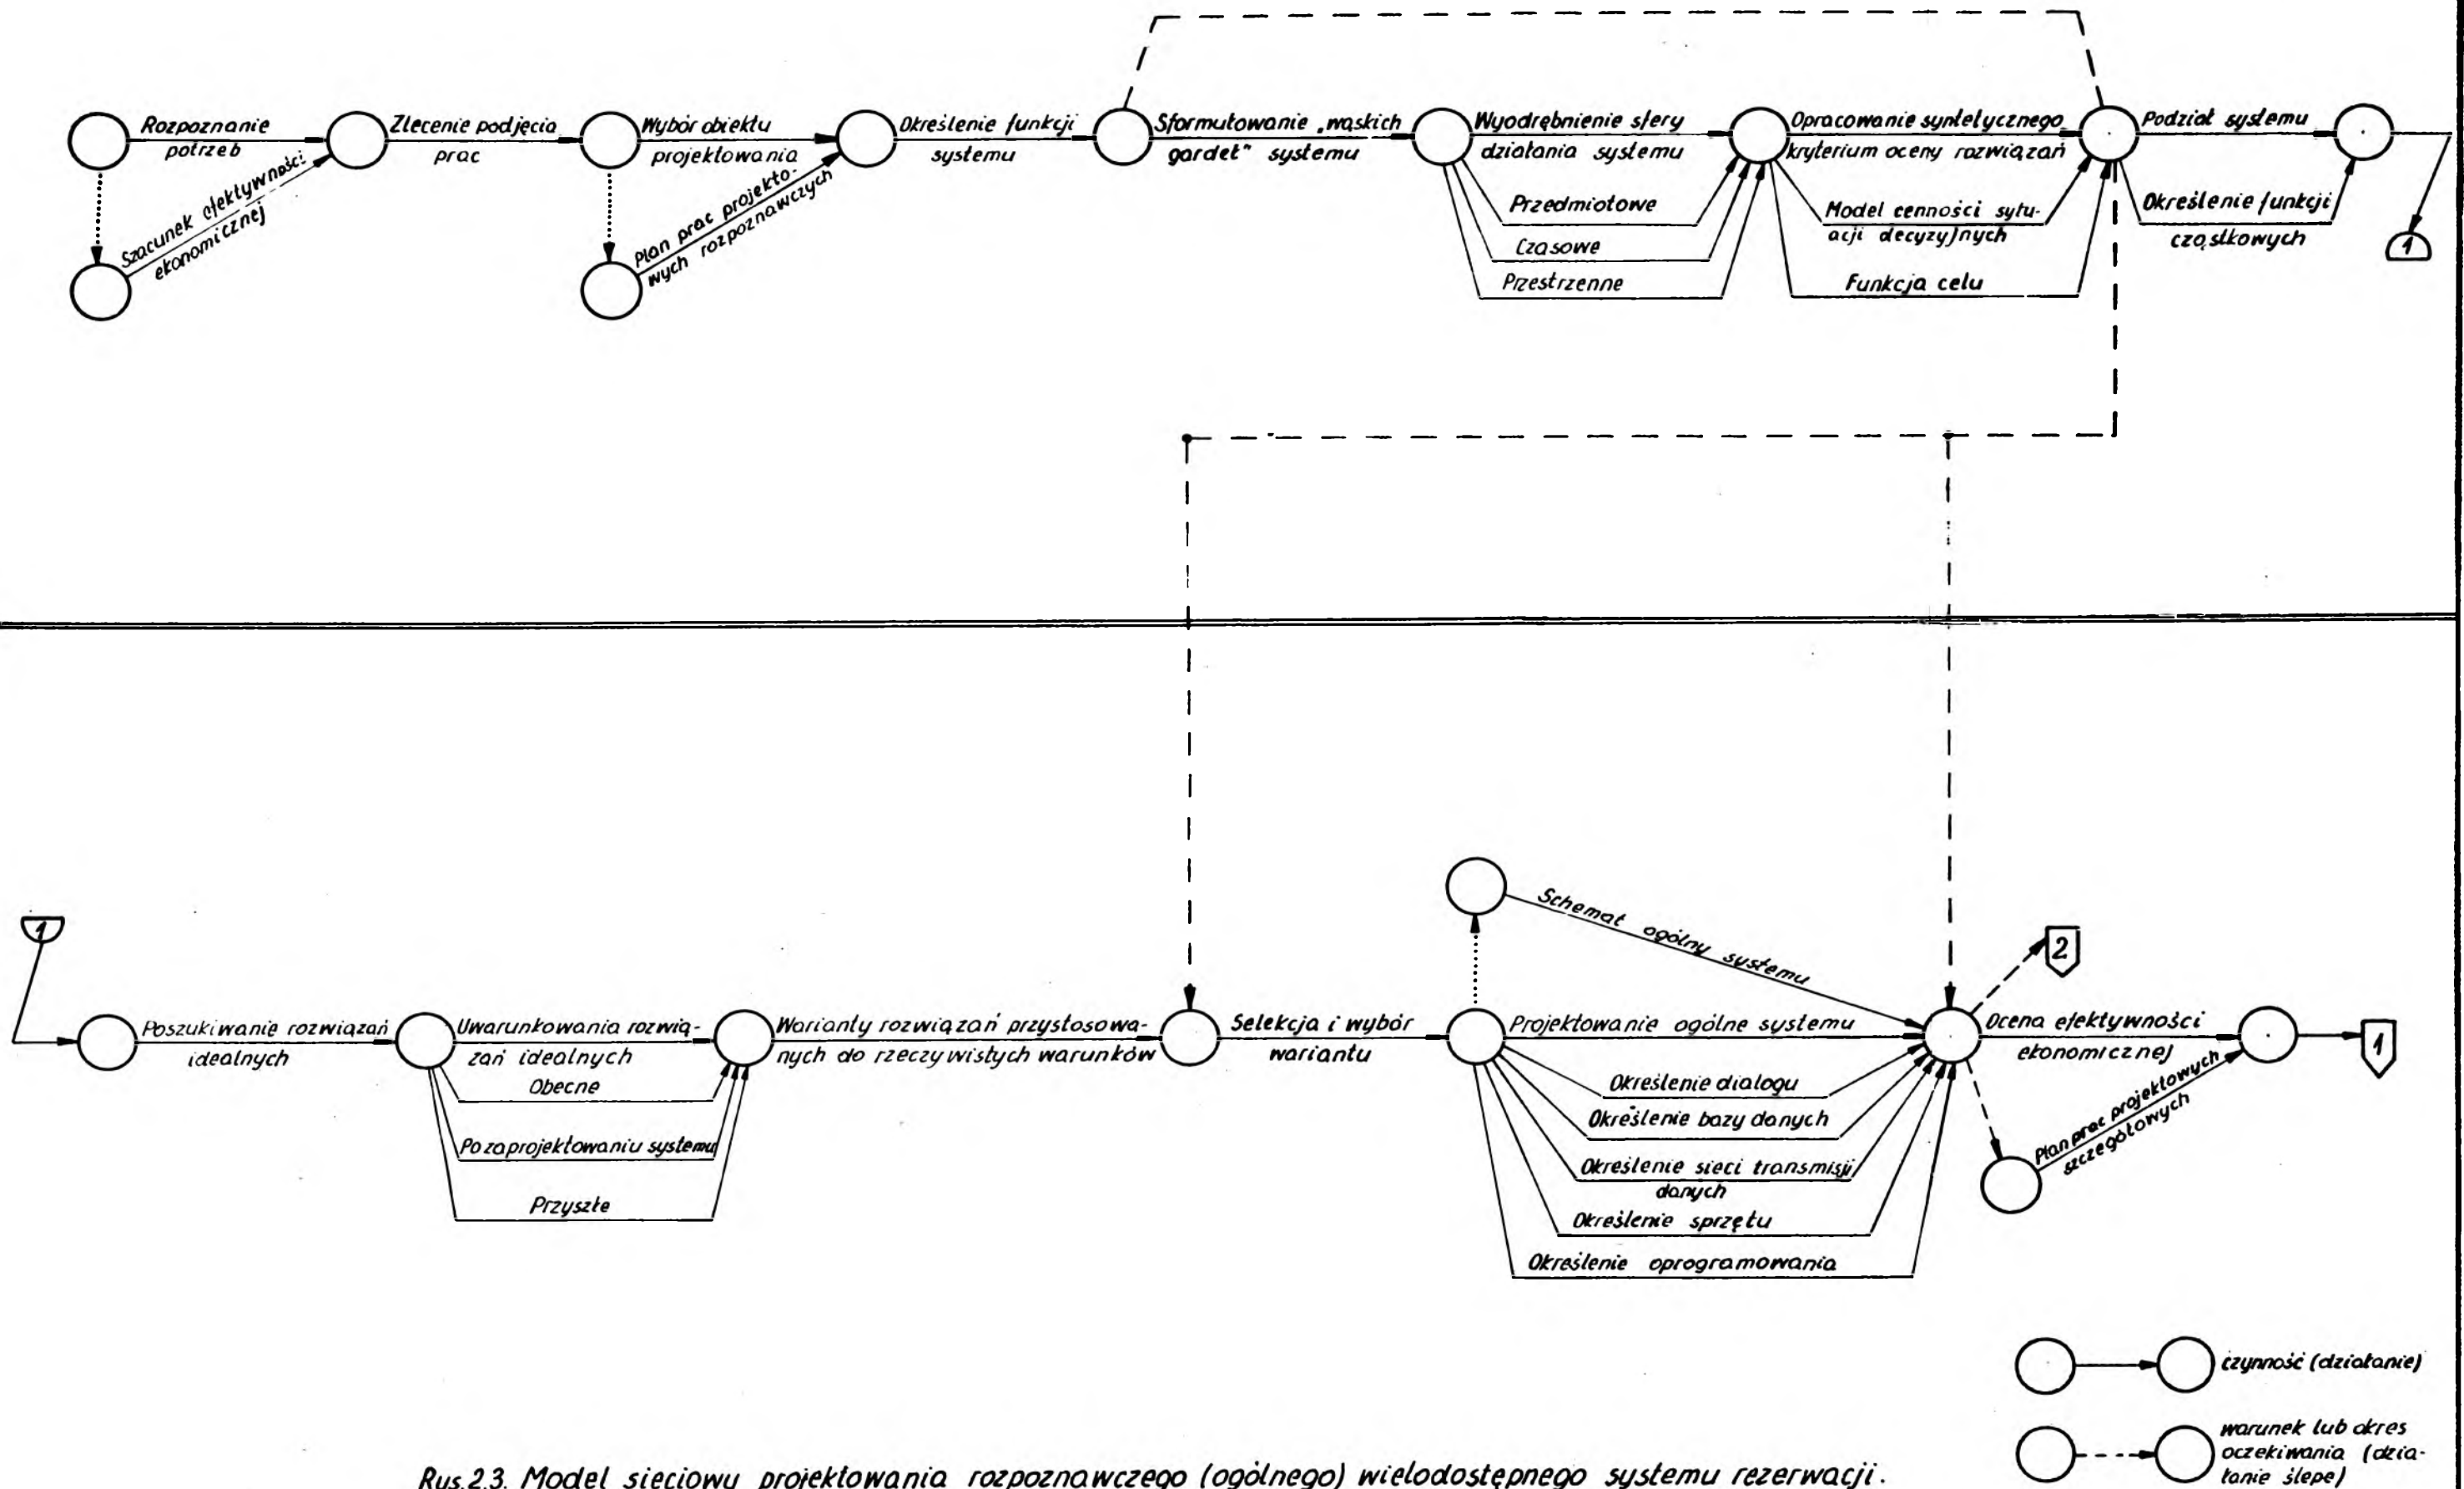 Rozpoznanie
potrzeb
Szacunek efektywności
ekonomicznej
Zlecenie podjęcia
prac
Wybór obiektu
projektowania
Plan prac projekto-
wych rozpoznawczych
Określenie funkcji
systemu
Sformułowanie „wąskich
gardeł" systemu
Wyodrębnienie sfery
działania systemu
Przedmiotowe
Czasowe
Przestrzenne
Opracowanie syntetycznego
kryterium oceny rozwiązań
Model cenności sytu-
acji decyzyjnych
Funkcja celu
Podział systemu
Określenie funkcji
cząstkowych
1
1
Poszukiwanie rozwiązań
idealnych
Uwarunkowania rozwią-
zań idealnych
Obecne
Po zaprojektowaniu systemu
Przyszłe
Warianty rozwiązań przystosowa-
nych do rzeczywistych warunków
Selekcja i wybór
wariantu
Schemat ogólny systemu
Projektowanie ogólne systemu
Określenie dialogu
Określenie bazy danych
Określenie sieci transmisji
danych
Określenie sprzętu
Określenie oprogramowania
2
Ocena efektywności
ekonomicznej
Plan prac projektowych
szczegółowych
1
czynność (działanie)
warunek lub okres
oczekiwania (dzia-
łanie ślepe)
Rys.2.3. Model sieciowy projektowania rozpoznawczego (ogólnego) wielodostępnego systemu rezerwacji.